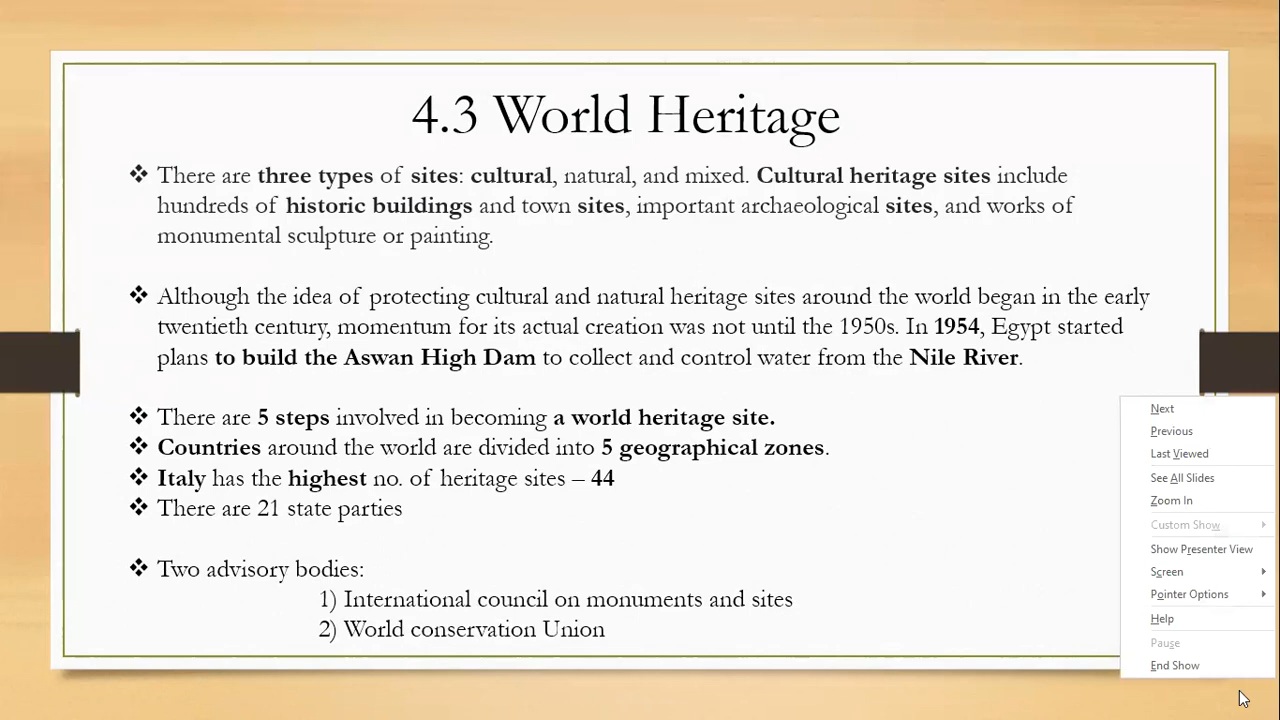 4.3 World Heritage
❖ There are three types of sites: cultural, natural, and mixed. Cultural heritage sites include
hundreds of historic buildings and town sites, important archaeological sites, and works of
monumental sculpture or painting.
❖ Although the idea of protecting cultural and natural heritage sites around the world began in the early
twentieth century, momentum for its actual creation was not until the 1950s. In 1954, Egypt started
plans to build the Aswan High Dam to collect and control water from the Nile River.
❖ There are 5 steps involved in becoming a world heritage site.
❖ Countries around the world are divided into 5 geographical zones.
❖ Italy has the highest no. of heritage sites – 44
❖ There are 21 state parties
❖ Two advisory bodies:
1) International council on monuments and sites
2) World conservation Union
Next
Previous
Last Viewed
See All Slides
Zoom In
Custom Show
Show Presenter View
Screen
Pointer Options
Help
Pause
End Show